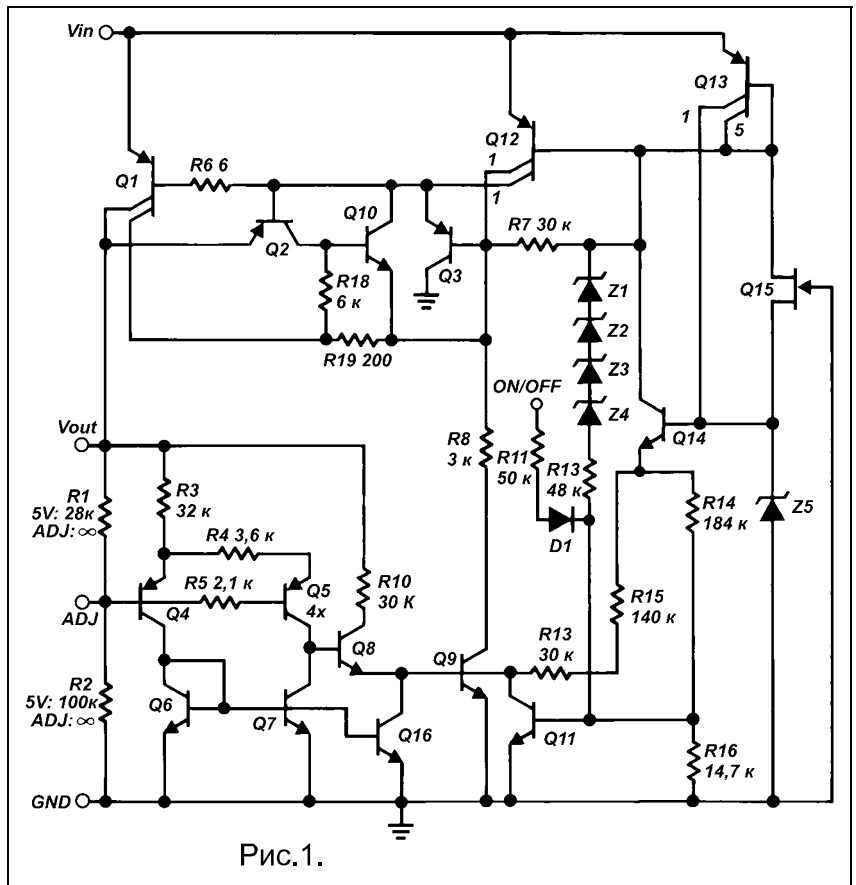 Vin
Q13
1
5
Q12
1
1
Q1
R6 6
Q10
Q2
Q3
R7 30 к
R18
6 к
R19 200
Z1
Z2
Z3
Z4
Q15
ON/OFF
Vout
R8
3 к
R11
50 к
R13
48 к
Q14
R14
184 к
Z5
D1
R1
5V: 28к
ADJ: ∞
R3
32 к
R4 3,6 к
R5 2,1 к
Q5
4x
R10
30 К
R15
140 к
ADJ
Q4
Q8
Q9
R13
30 к
R2
5V: 100к
ADJ: ∞
Q6
Q7
Q16
Q11
R16
14,7 к
GND
Рис.1.